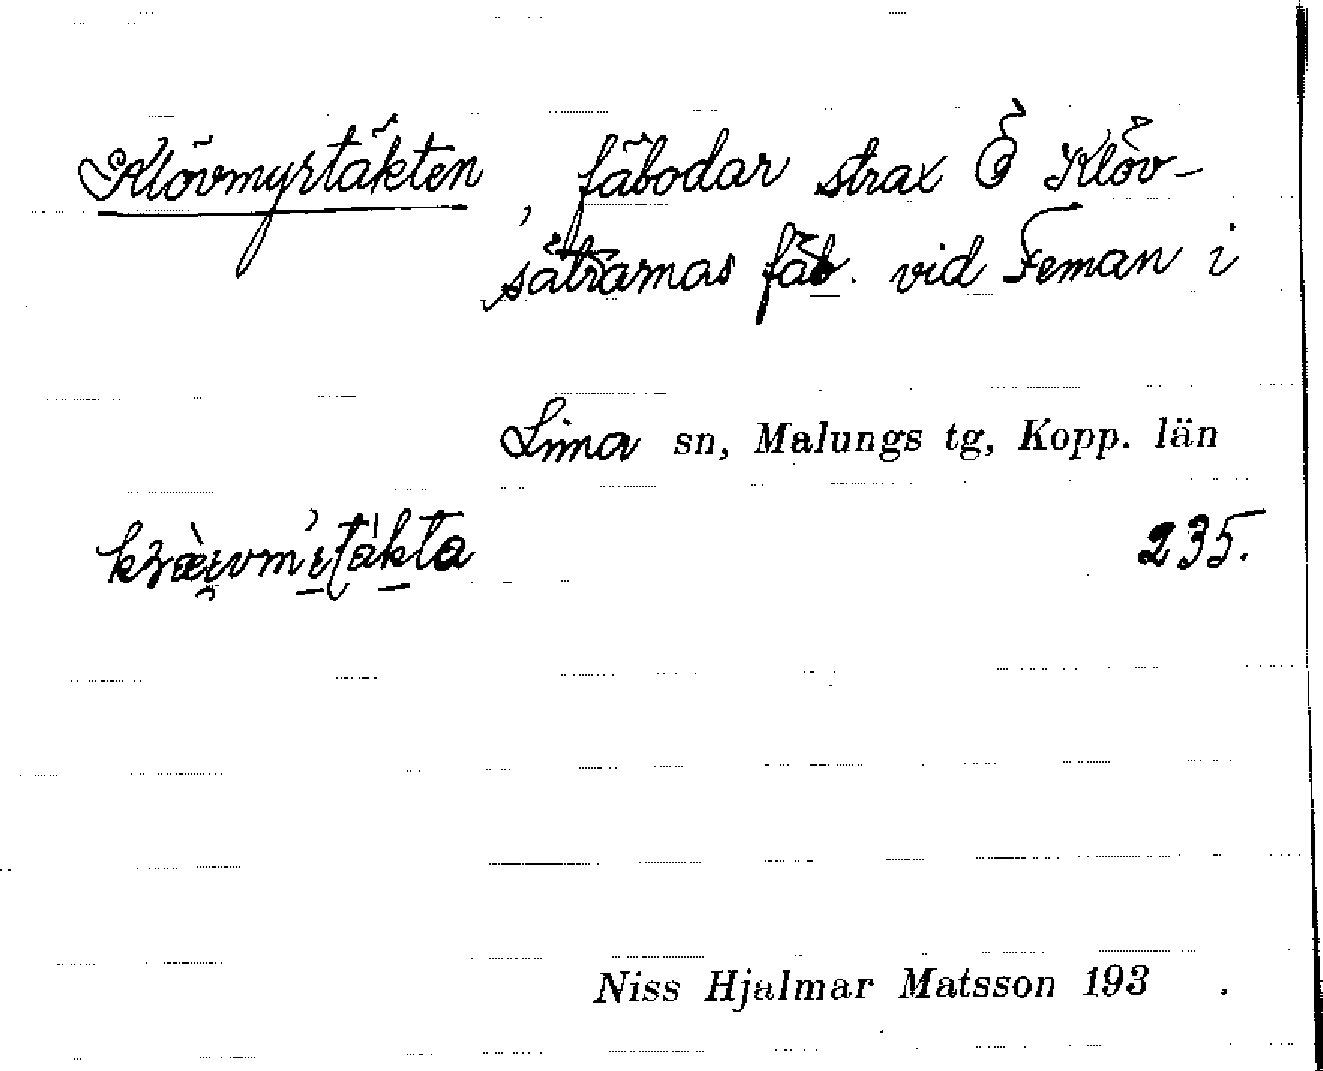 Klövmyrtäkten, fäbodar strax Ö Klöv-
sätrarnas fäb. vid Feman i
Lima sn, Malungs tg, Kopp. län
235.
Niss Hjalmar Matsson 193 .